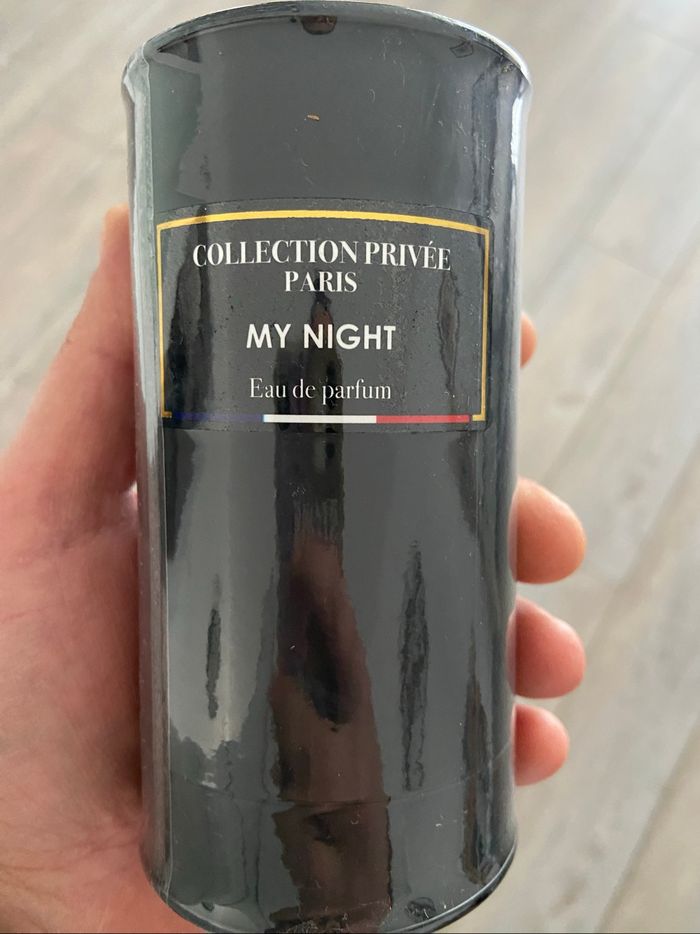 COLLECTION PRIVÉE
PARIS
MY NIGHT
Eau de parfum